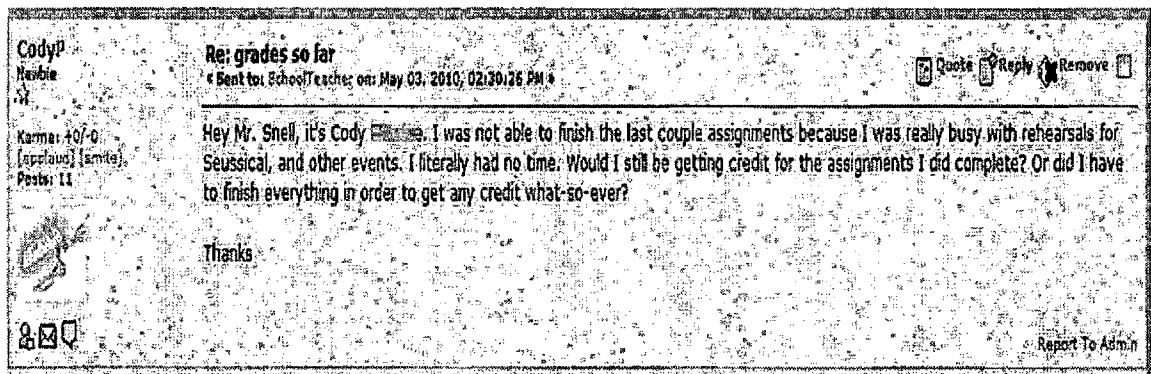 CodyP
Newbie
Re: grades so far
« Sent to: SchoolTeacher on: May 03, 2010, 02:30:26 PM »
Quote Reply Remove
Karma: +0/-0
[applaud] [smite]
Posts: 11
Hey Mr. Snell, it's Cody . I was not able to finish the last couple assignments because I was really busy with rehearsals for
Seussical, and other events. I literally had no time. Would I still be getting credit for the assignments I did complete? Or did I have
to finish everything in order to get any credit what-so-ever?
Thanks
Report To Admin